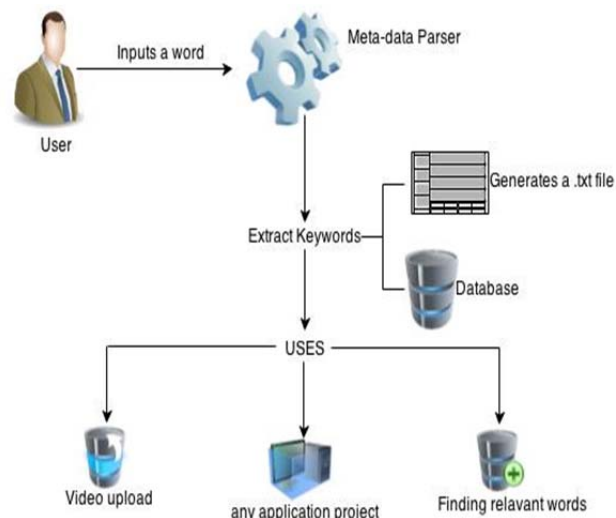 Inputs a word
Meta-data Parser
User
Generates a .txt file
Extract Keywords
Database
USES
Video upload
any application project
Finding relavant words